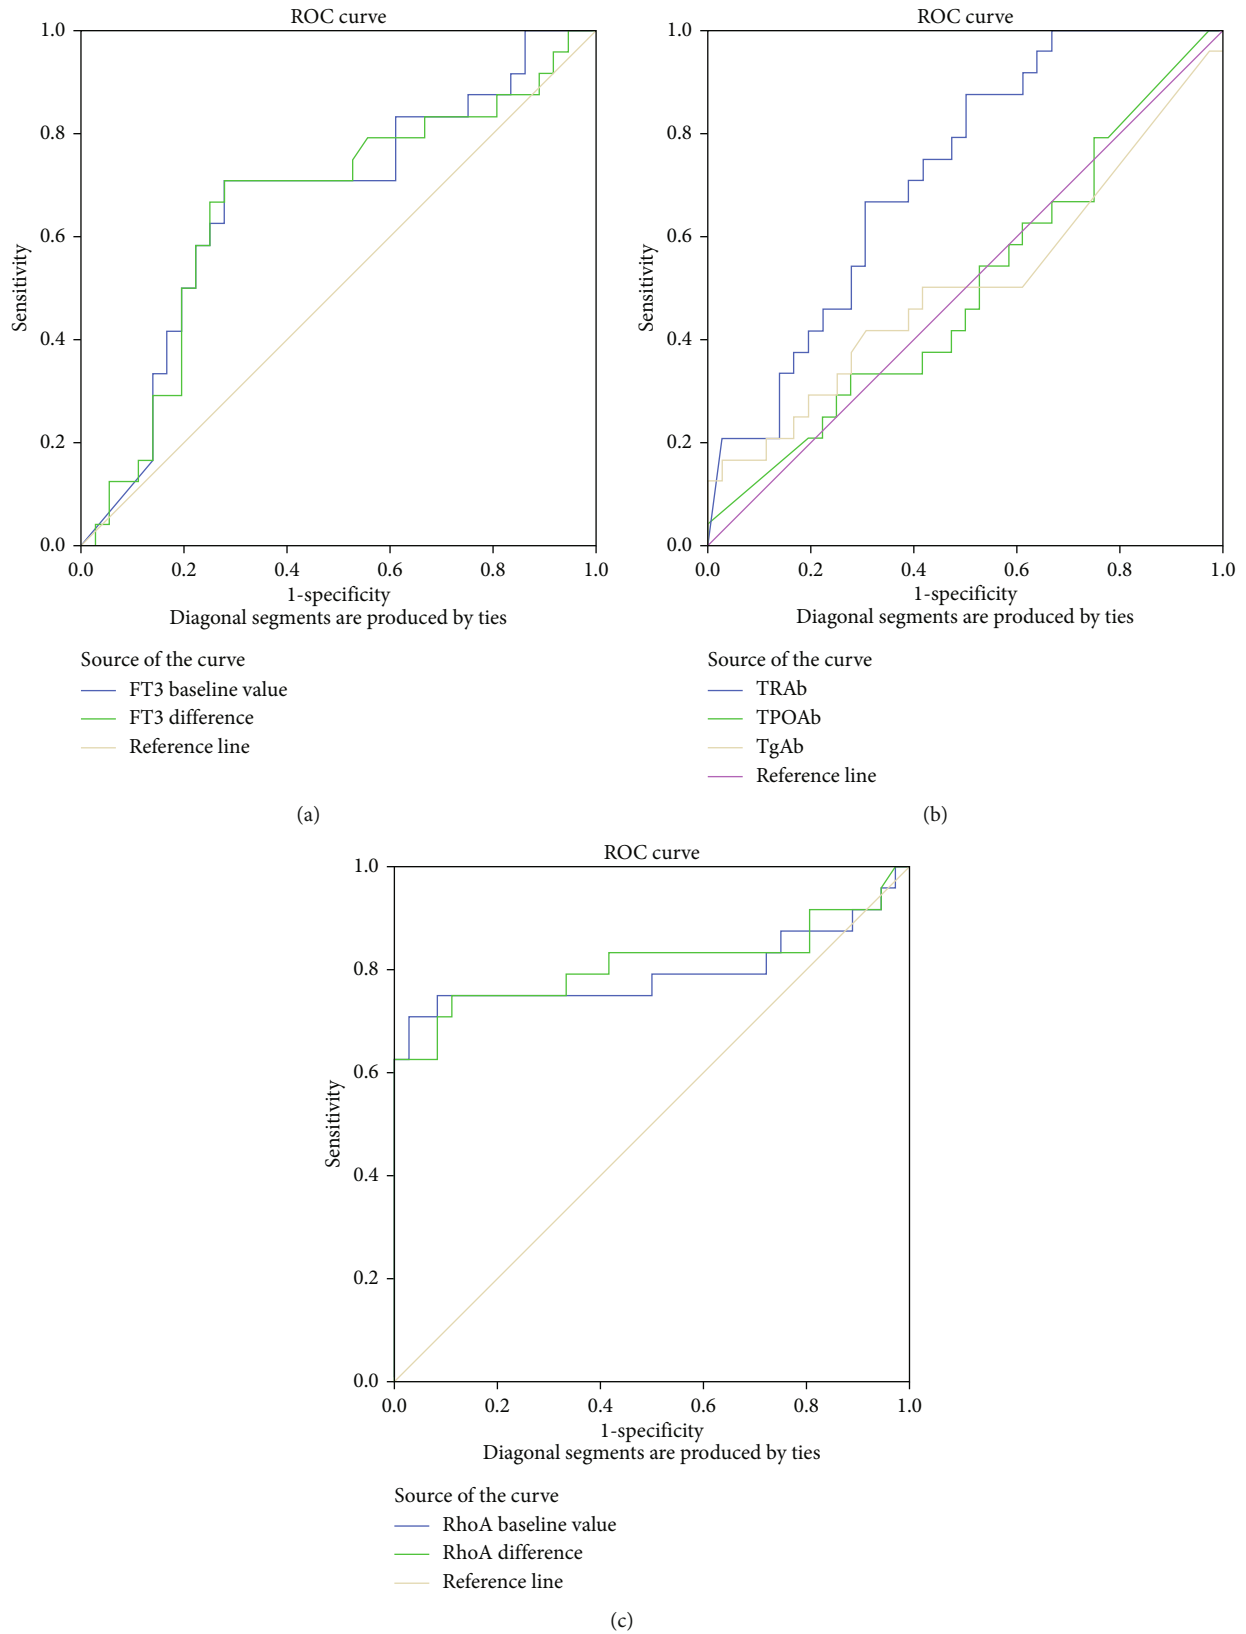 ROC curve
1.0
0.8
0.6
0.4
0.2
0.0
Sensitivity
0.0 0.2 0.4 0.6 0.8 1.0
1-specificity
Diagonal segments are produced by ties
Source of the curve
FT3 baseline value
FT3 difference
Reference line
(a)
ROC curve
1.0
0.8
0.6
0.4
0.2
0.0
Sensitivity
0.0 0.2 0.4 0.6 0.8 1.0
1-specificity
Diagonal segments are produced by ties
Source of the curve
TRAb
TPOAb
TgAb
Reference line
(b)
ROC curve
1.0
0.8
0.6
0.4
0.2
0.0
Sensitivity
0.0 0.2 0.4 0.6 0.8 1.0
1-specificity
Diagonal segments are produced by ties
Source of the curve
RhoA baseline value
RhoA difference
Reference line
(c)